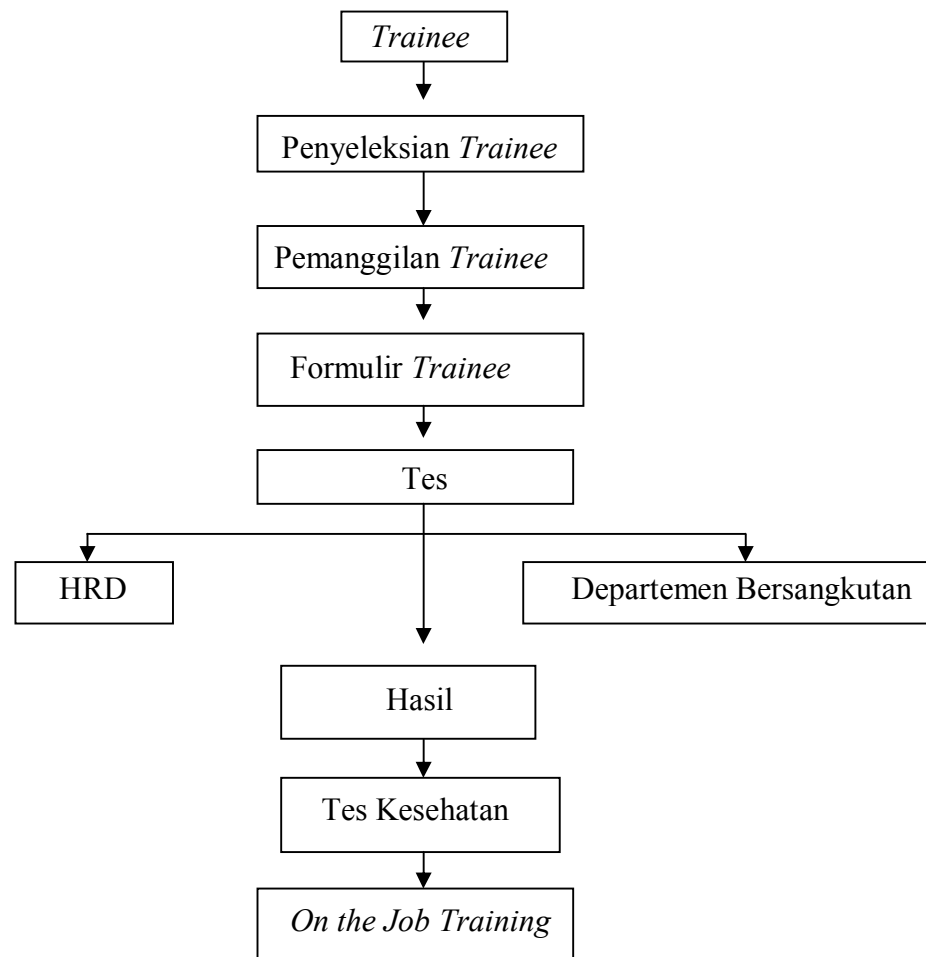 Trainee
Penyeleksian Trainee
Pemanggilan Trainee
Formulir Trainee
Tes
HRD
Departemen Bersangkutan
Hasil
Tes Kesehatan
On the Job Training